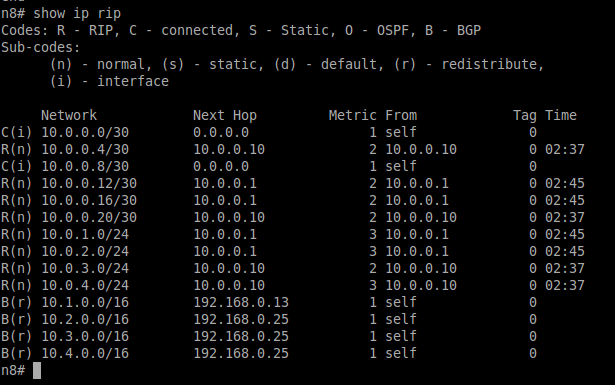 n8# show ip rip
Codes: R - RIP, C - connected, S - Static, O - OSPF, B - BGP
Sub-codes:
      (n) - normal, (s) - static, (d) - default, (r) - redistribute,
      (i) - interface

     Network            Next Hop         Metric From            Tag Time
C(i) 10.0.0.0/30        0.0.0.0               1 self              0
R(n) 10.0.0.4/30        10.0.0.10             2 10.0.0.10         0 02:37
C(i) 10.0.0.8/30        0.0.0.0               1 self              0
R(n) 10.0.0.12/30       10.0.0.1              2 10.0.0.1          0 02:45
R(n) 10.0.0.16/30       10.0.0.1              2 10.0.0.1          0 02:45
R(n) 10.0.0.20/30       10.0.0.10             2 10.0.0.10         0 02:37
R(n) 10.0.1.0/24        10.0.0.1              3 10.0.0.1          0 02:45
R(n) 10.0.2.0/24        10.0.0.1              3 10.0.0.1          0 02:45
R(n) 10.0.3.0/24        10.0.0.10             2 10.0.0.10         0 02:37
R(n) 10.0.4.0/24        10.0.0.10             3 10.0.0.10         0 02:37
B(r) 10.1.0.0/16        192.168.0.13          1 self              0
B(r) 10.2.0.0/16        192.168.0.25          1 self              0
B(r) 10.3.0.0/16        192.168.0.25          1 self              0
B(r) 10.4.0.0/16        192.168.0.25          1 self              0
n8#